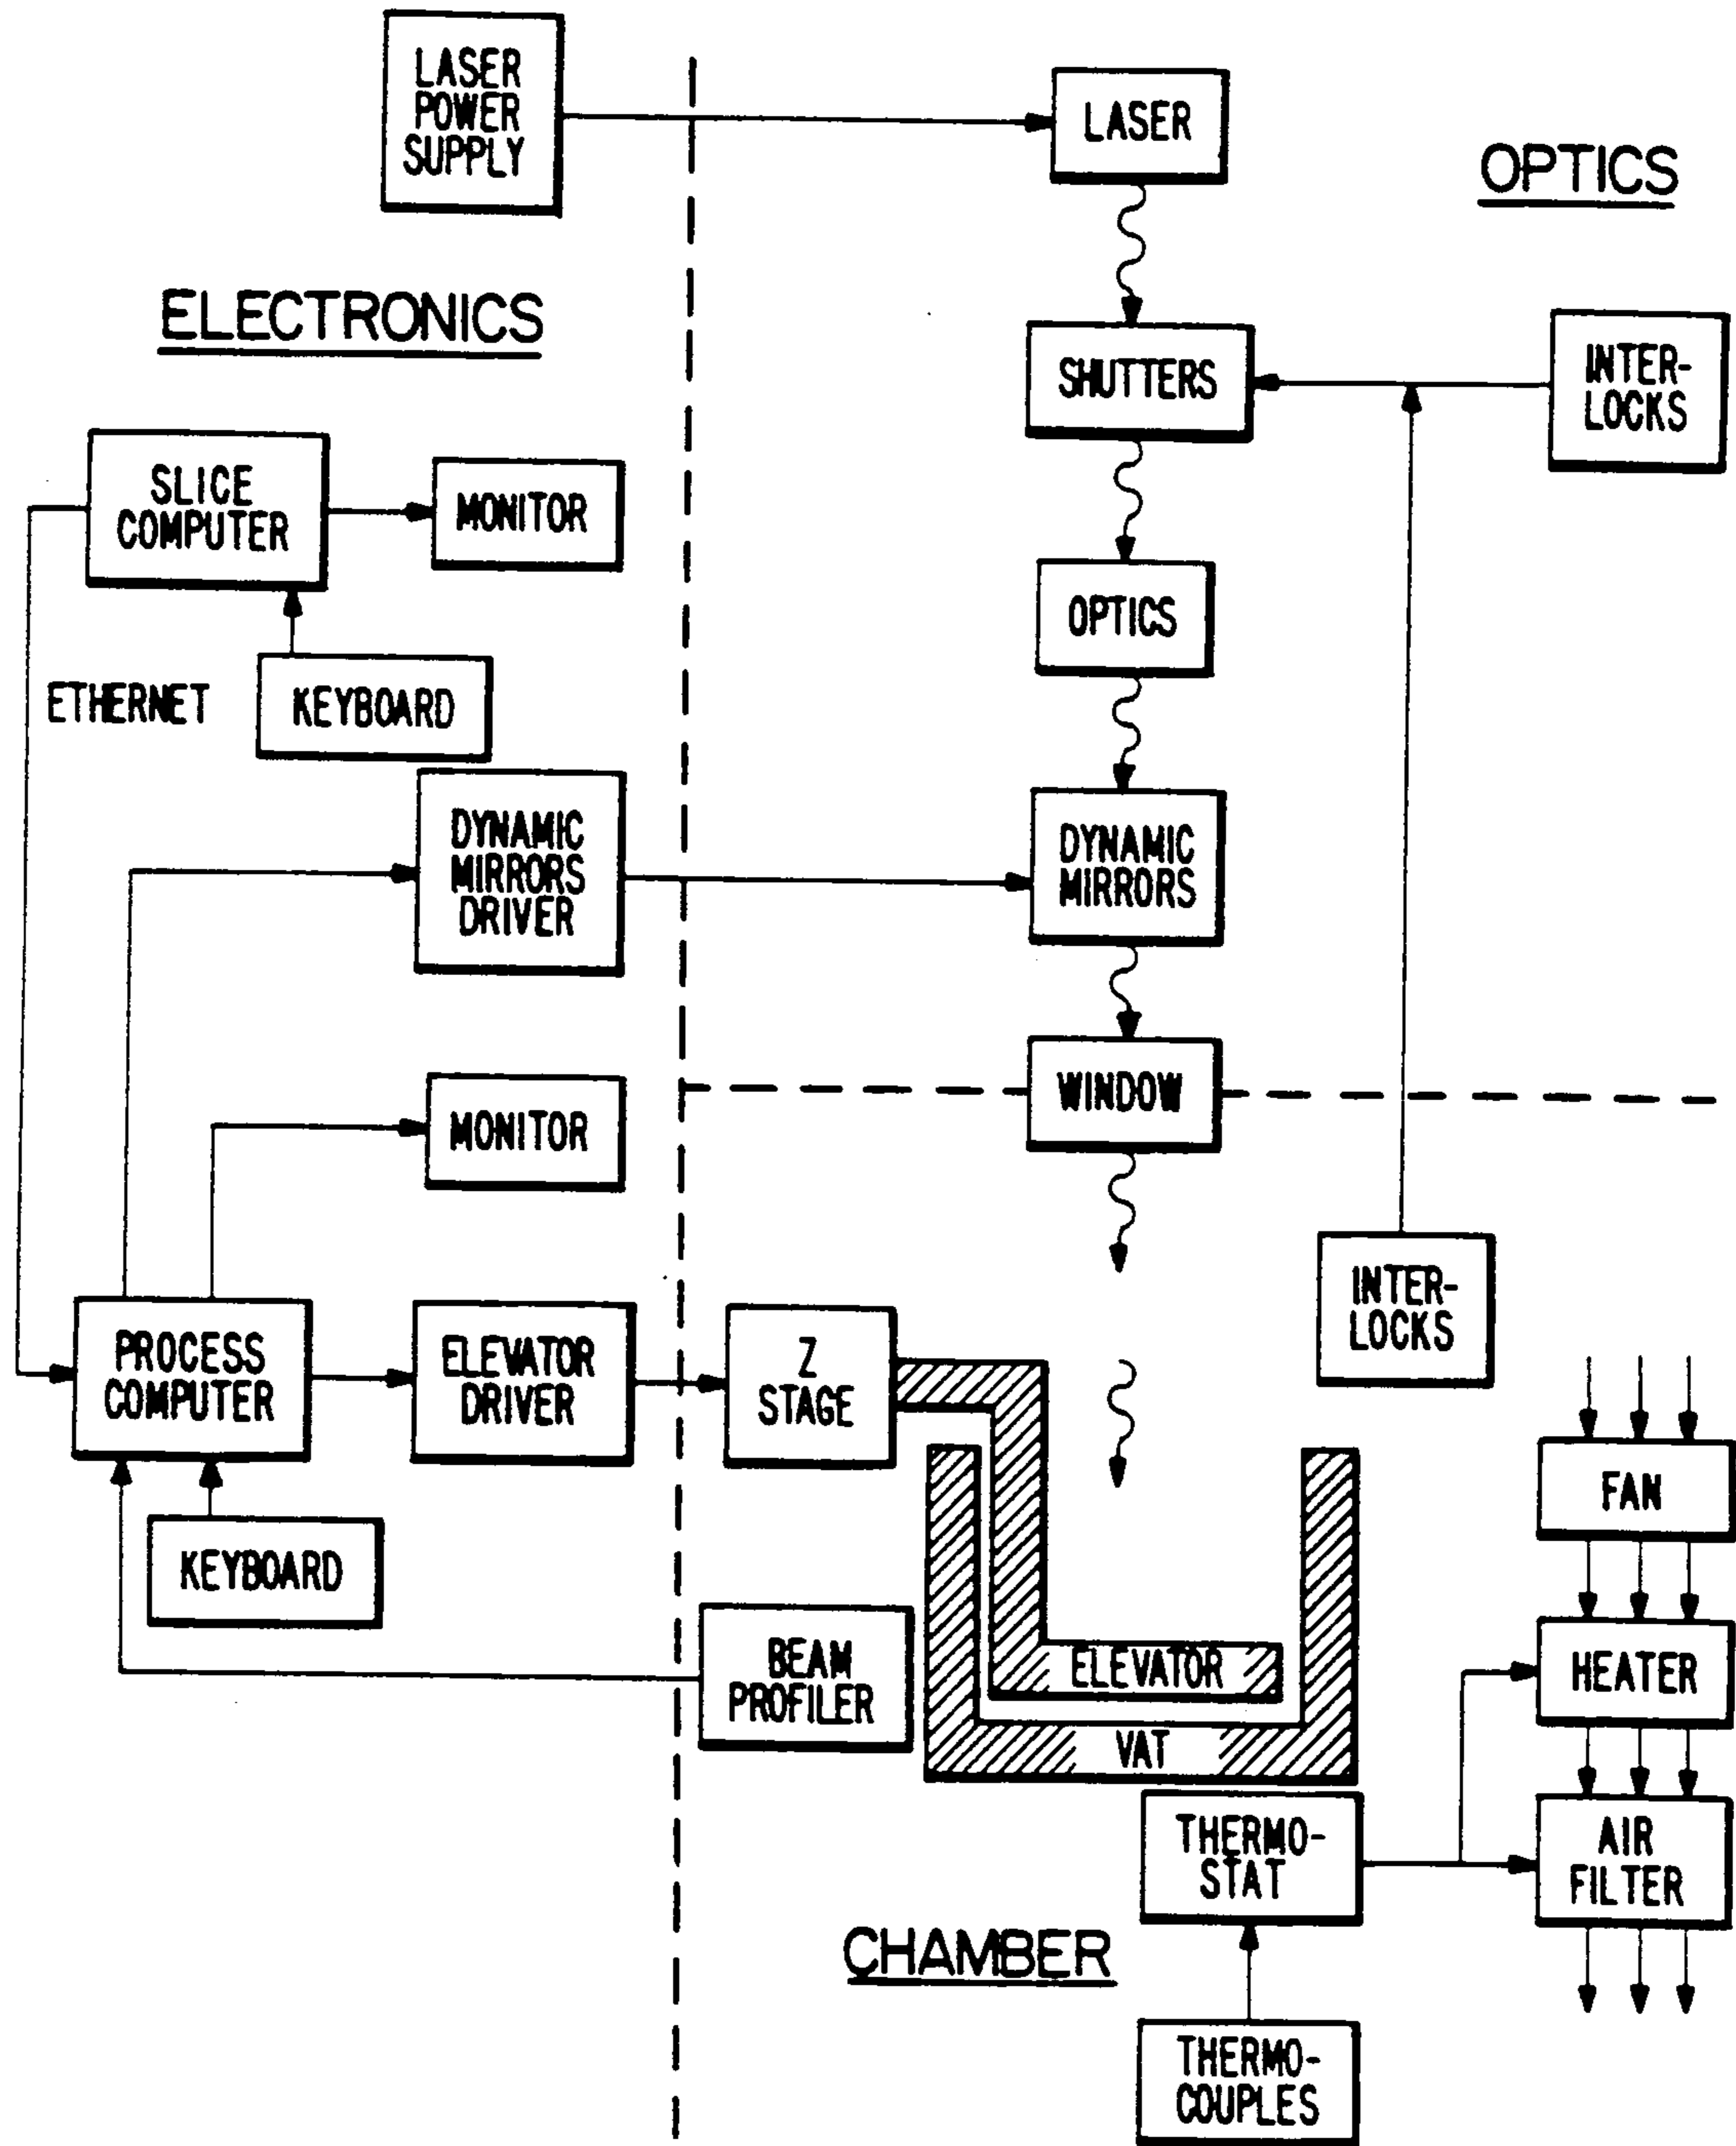 LASER
POWER
SUPPLY
LASER
OPTICS
ELECTRONICS
SHUTTERS
INTER-
LOCKS
SLICE
COMPUTER
MONITOR
OPTICS
ETHERNET
KEYBOARD
DYNAMIC
MIRRORS
DRIVER
DYNAMIC
MIRRORS
WINDOW
MONITOR
INTER-
LOCKS
PROCESS
COMPUTER
ELEVATOR
DRIVER
Z
STAGE
FAN
KEYBOARD
BEAM
PROFILER
ELEVATOR
HEATER
VAT
THERMO-
STAT
AIR
FILTER
CHAMBER
THERMO-
COUPLES